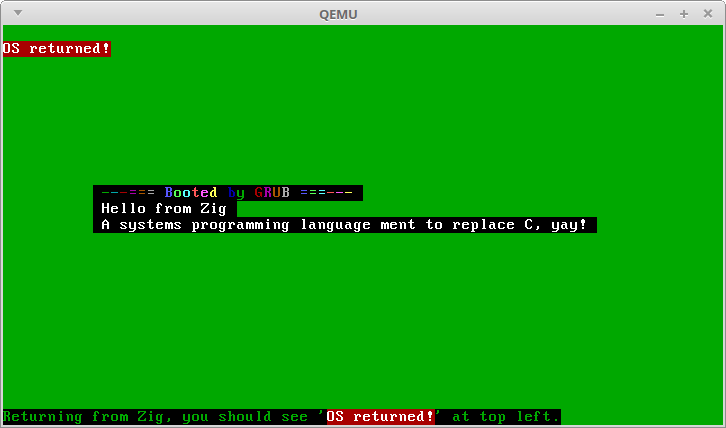 QEMU
OS returned!
--–=== Booted by GRUB ===---
Hello from Zig
A systems programming language ment to replace C, yay!
Returning from Zig, you should see 'OS returned!' at top left.